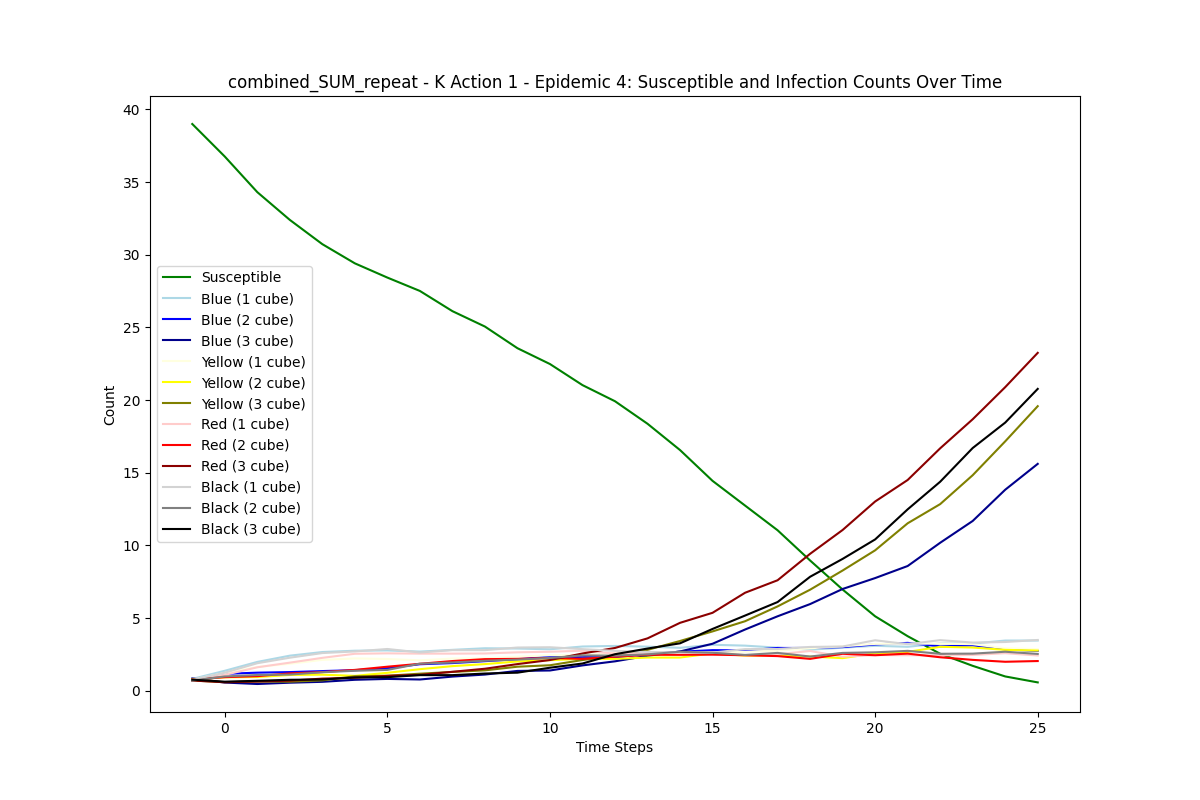 combined_SUM_repeat - K Action 1 - Epidemic 4: Susceptible and Infection Counts Over Time
40
35
30
25
20
15
10
5
0
Count
Susceptible
Blue (1 cube)
Blue (2 cube)
Blue (3 cube)
Yellow (1 cube)
Yellow (2 cube)
Yellow (3 cube)
Red (1 cube)
Red (2 cube)
Red (3 cube)
Black (1 cube)
Black (2 cube)
Black (3 cube)
0 5 10 15 20 25
Time Steps